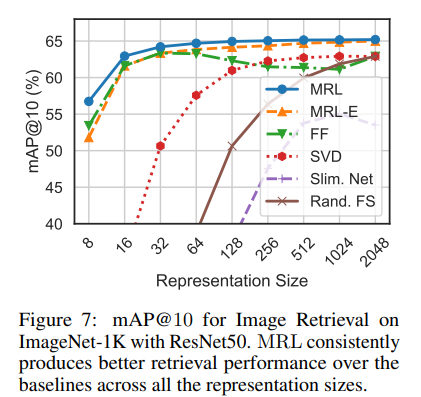 65
60
55
50
45
40
mAP@10 (%)
MRL
MRL-E
FF
SVD
Slim. Net
Rand. FS
8
16
32
64
128
256
512
1024
2048
Representation Size
Figure 7: mAP@10 for Image Retrieval on
ImageNet-1K with ResNet50. MRL consistently
produces better retrieval performance over the
baselines across all the representation sizes.